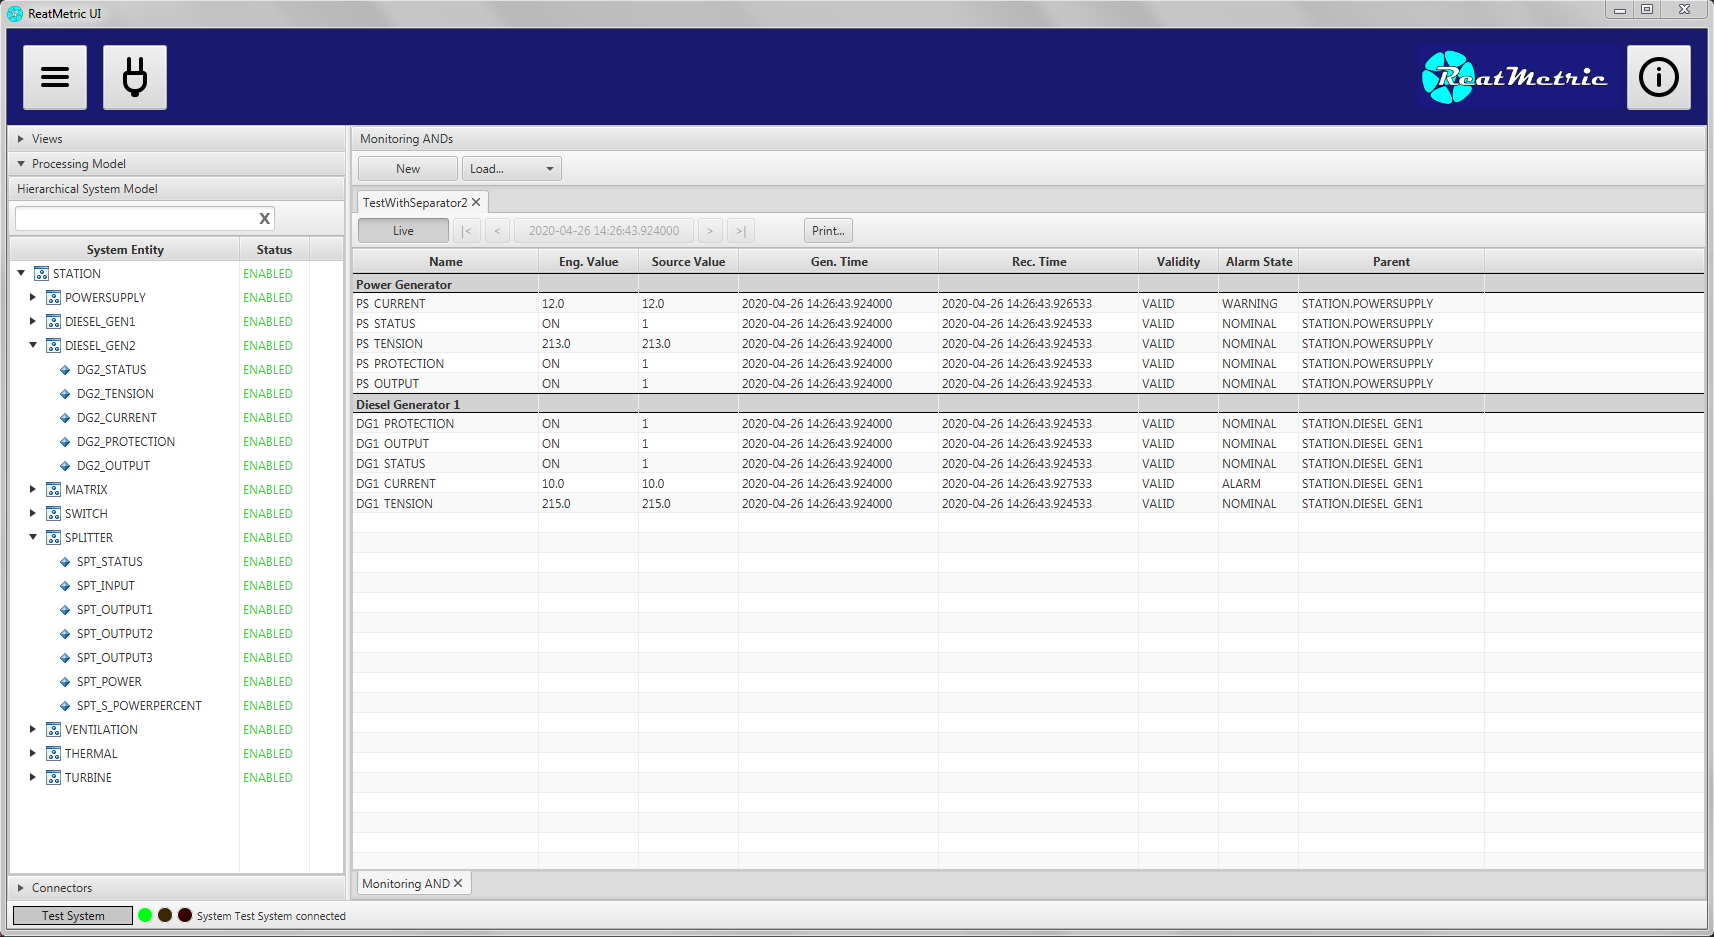 ReatMetric UI
ReatMetric
Views
Processing Model
Hierarchical System Model
X
System Entity Status
STATION ENABLED
POWERSUPPLY ENABLED
DIESEL_GEN1 ENABLED
DIESEL_GEN2 ENABLED
DG2_STATUS ENABLED
DG2_TENSION ENABLED
DG2_CURRENT ENABLED
DG2_PROTECTION ENABLED
DG2_OUTPUT ENABLED
MATRIX ENABLED
SWITCH ENABLED
SPLITTER ENABLED
SPT_STATUS ENABLED
SPT_INPUT ENABLED
SPT_OUTPUT1 ENABLED
SPT_OUTPUT2 ENABLED
SPT_OUTPUT3 ENABLED
SPT_POWER ENABLED
SPT_S_POWERPERCENT ENABLED
VENTILATION ENABLED
THERMAL ENABLED
TURBINE ENABLED
Connectors
Monitoring ANDs
New Load...
TestWithSeparator2
Live |< < 2020-04-26 14:26:43.924000 > >| Print...
Name Eng. Value Source Value Gen. Time Rec. Time Validity Alarm State Parent
Power Generator
PS CURRENT 12.0 12.0 2020-04-26 14:26:43.924000 2020-04-26 14:26:43.926533 VALID WARNING STATION.POWERSUPPLY
PS STATUS ON 1 2020-04-26 14:26:43.924000 2020-04-26 14:26:43.924533 VALID NOMINAL STATION.POWERSUPPLY
PS TENSION 213.0 213.0 2020-04-26 14:26:43.924000 2020-04-26 14:26:43.924533 VALID NOMINAL STATION.POWERSUPPLY
PS PROTECTION ON 1 2020-04-26 14:26:43.924000 2020-04-26 14:26:43.924533 VALID NOMINAL STATION.POWERSUPPLY
PS OUTPUT ON 1 2020-04-26 14:26:43.924000 2020-04-26 14:26:43.924533 VALID NOMINAL STATION.POWERSUPPLY
Diesel Generator 1
DG1 PROTECTION ON 1 2020-04-26 14:26:43.924000 2020-04-26 14:26:43.924533 VALID NOMINAL STATION.DIESEL GEN1
DG1 OUTPUT ON 1 2020-04-26 14:26:43.924000 2020-04-26 14:26:43.924533 VALID NOMINAL STATION.DIESEL GEN1
DG1 STATUS ON 1 2020-04-26 14:26:43.924000 2020-04-26 14:26:43.924533 VALID NOMINAL STATION.DIESEL GEN1
DG1 CURRENT 10.0 10.0 2020-04-26 14:26:43.924000 2020-04-26 14:26:43.927533 VALID ALARM STATION.DIESEL GEN1
DG1 TENSION 215.0 215.0 2020-04-26 14:26:43.924000 2020-04-26 14:26:43.924533 VALID NOMINAL STATION.DIESEL GEN1
Monitoring AND
Test System System Test System connected